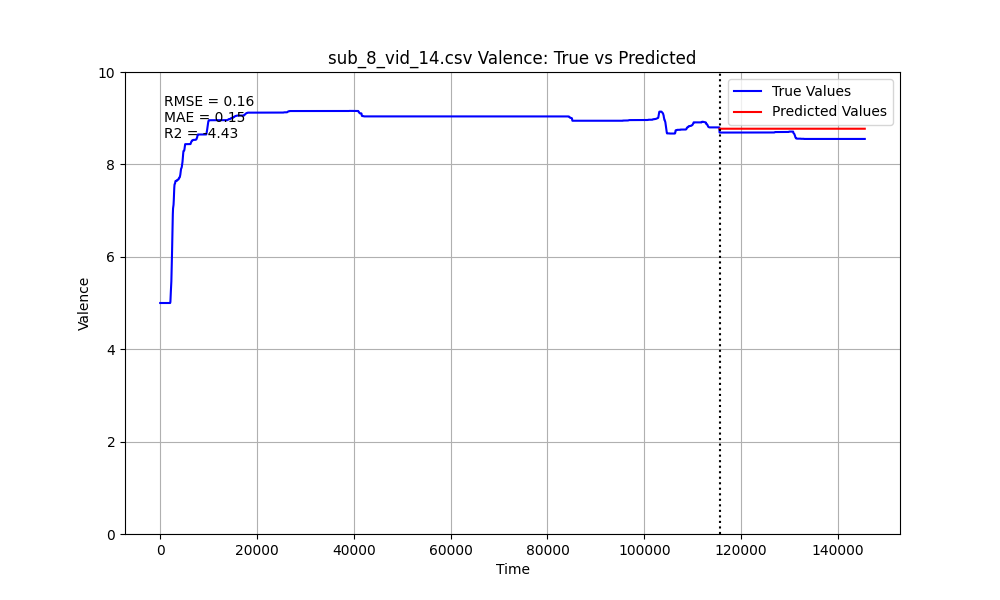 sub_8_vid_14.csv Valence: True vs Predicted
RMSE = 0.16
MAE = 0.15
R2 = -4.43
True Values
Predicted Values
Valence
10
8
6
4
2
0
0 20000 40000 60000 80000 100000 120000 140000
Time